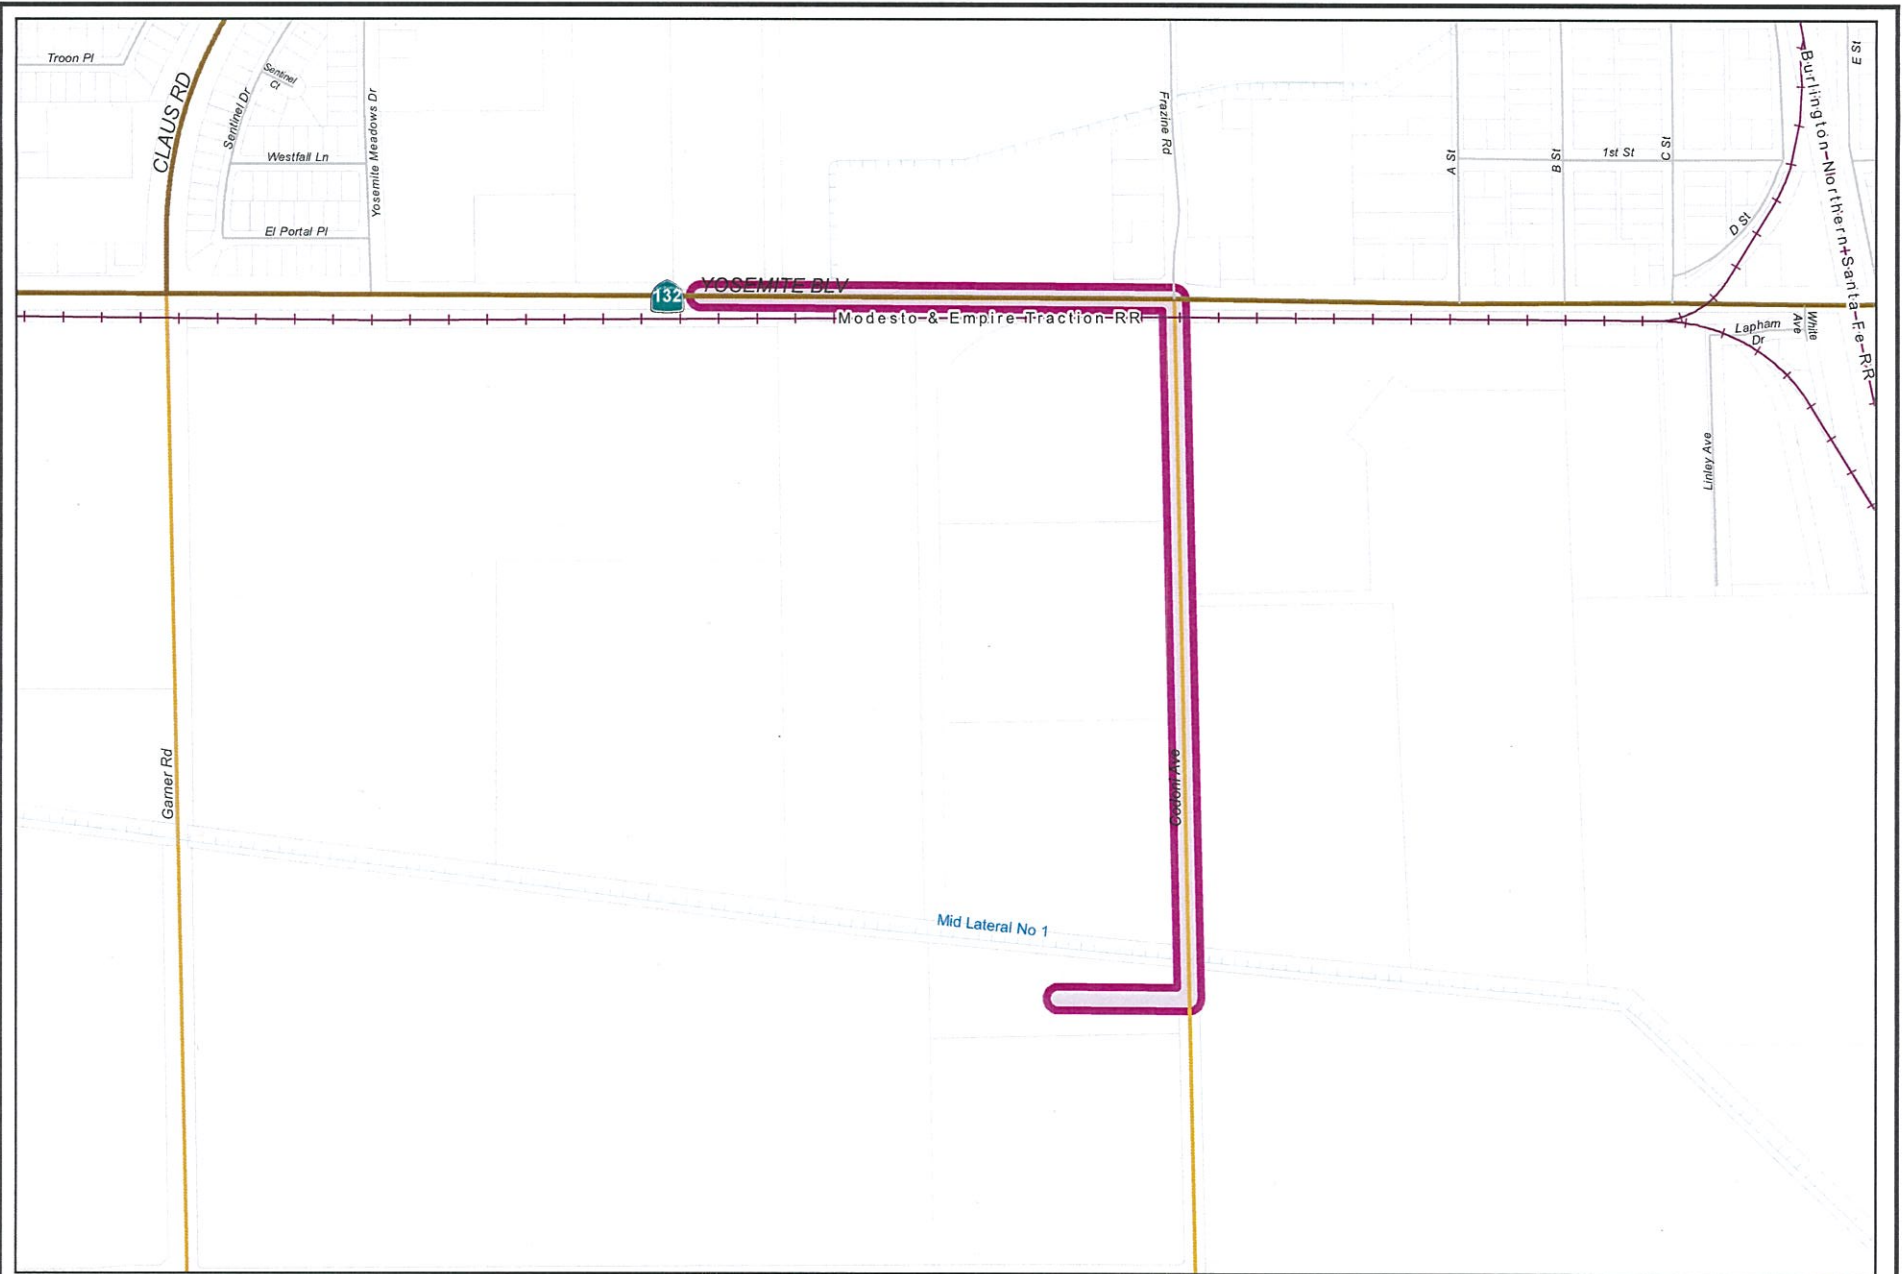 Troon Pl
CLAUS RD
Sentinel Dr
Sentinel
Ct
Westfall Ln
El Portal Pl
Yosemite Meadows Dr
Frazine Rd
A St
B St
1st St
C St
D St
E St
Burlington Northern Santa Fe RR
132
YOSEMITE BLV
Modesto & Empire Traction RR
Lapham
Dr
White
Ave
Linley Ave
Garner Rd
Codoni Ave
Mid Lateral No 1